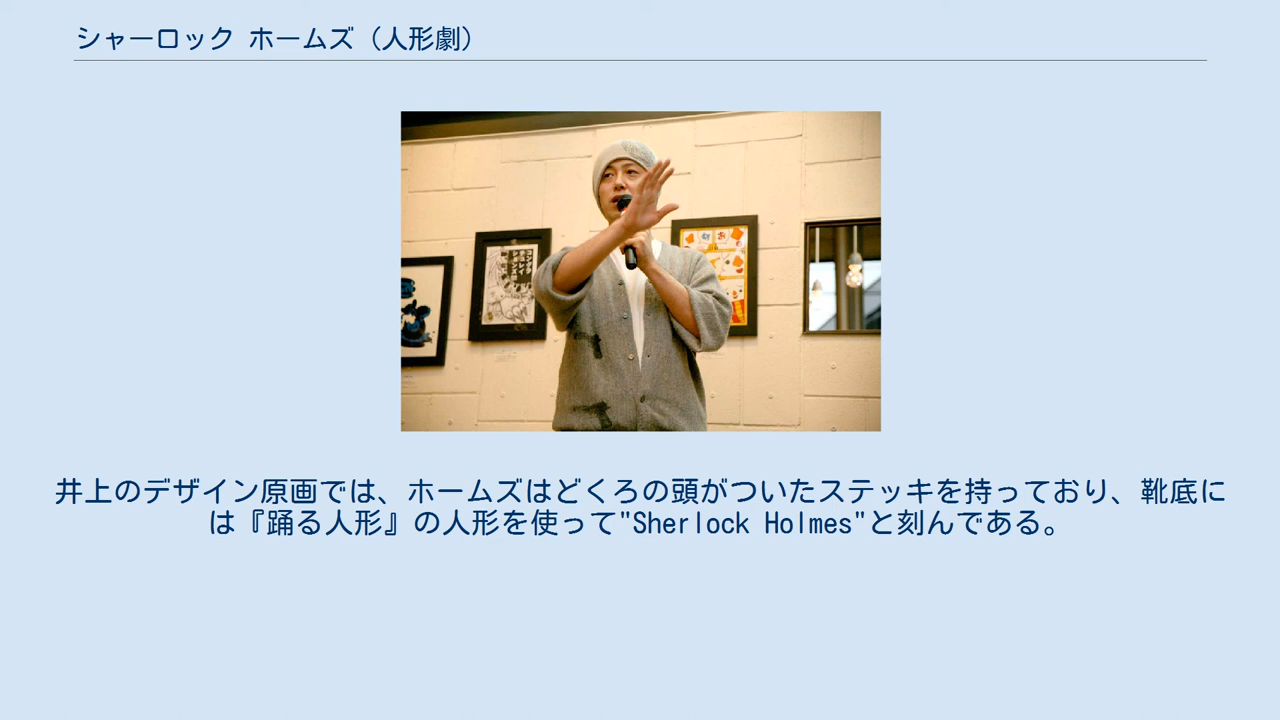 シャーロック ホームズ（人形劇）
井上のデザイン原画では、ホームズはどくろの頭がついたステッキを持っており、靴底に
は『踊る人形』の人形を使って"Sherlock Holmes"と刻んである。